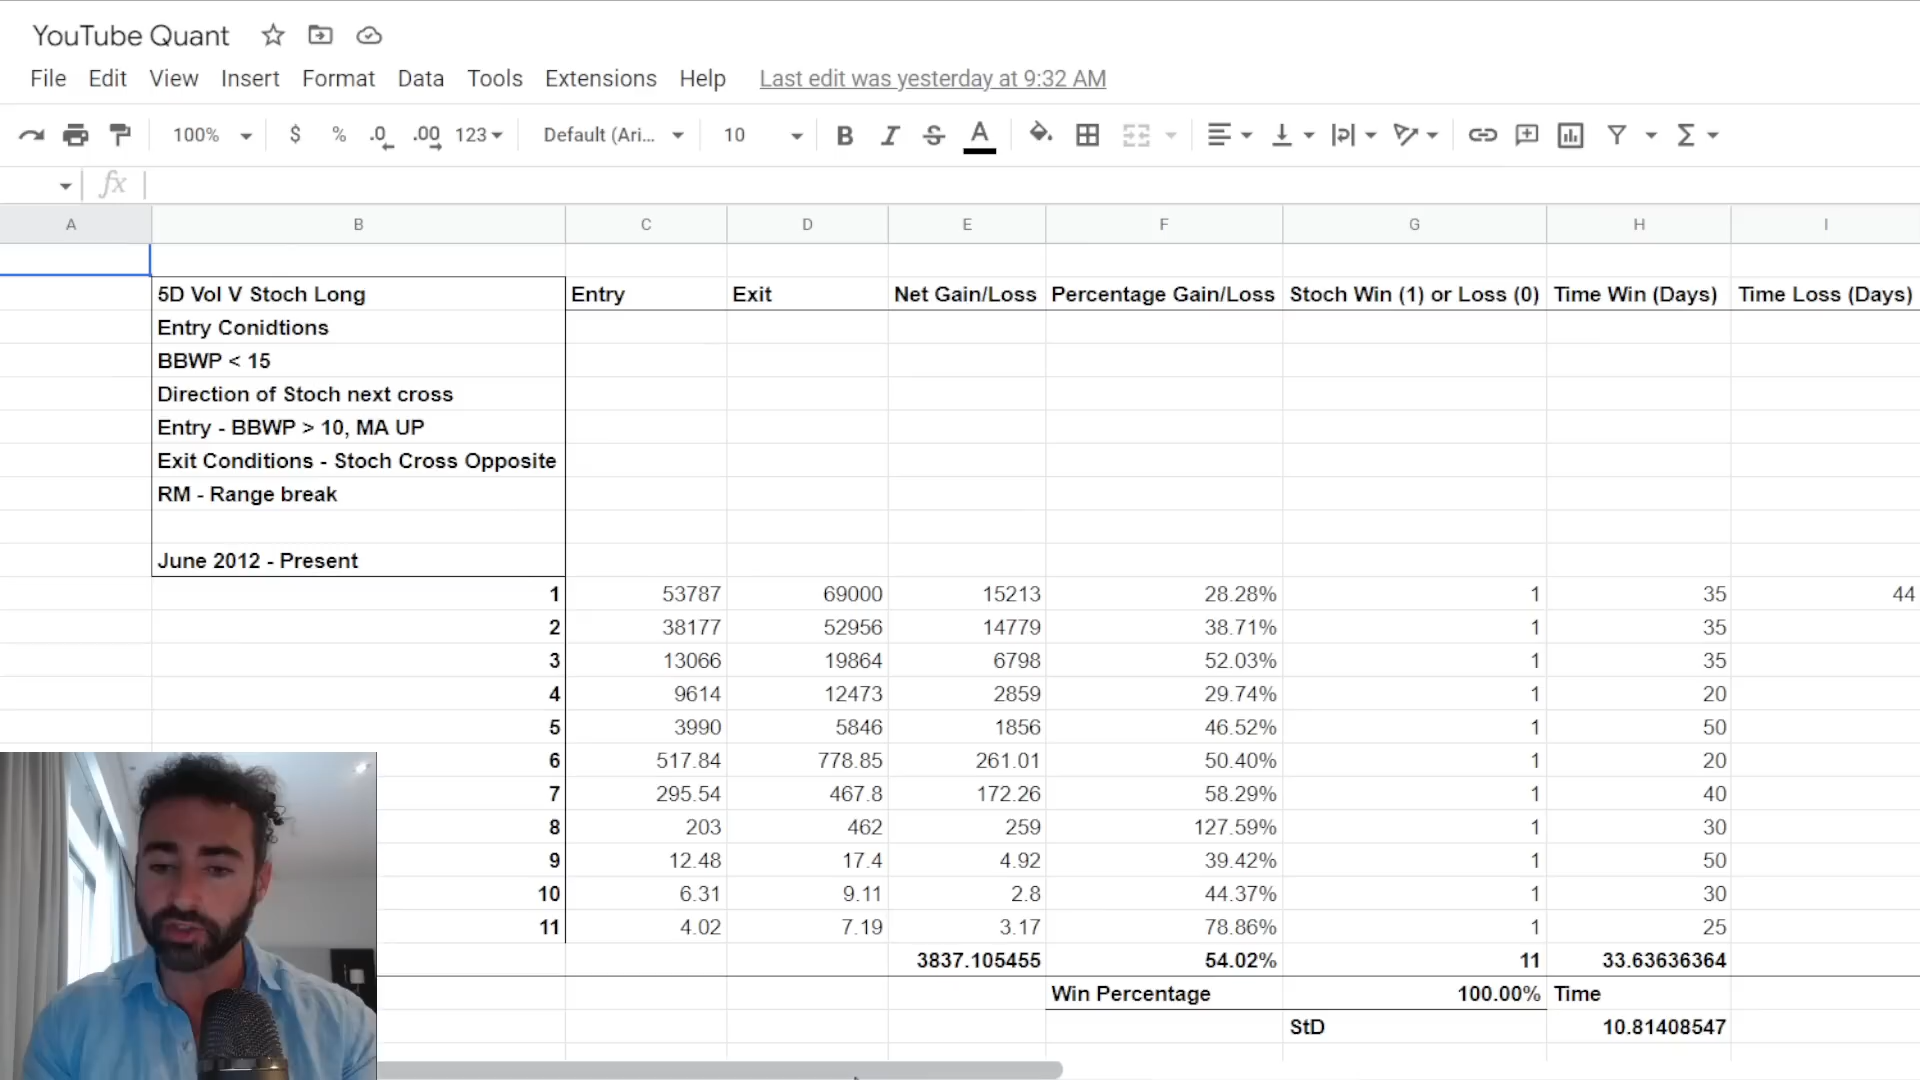 YouTube Quant
File Edit View Insert Format Data Tools Extensions Help Last edit was yesterday at 9:32 AM
100% $ % .0 .00 123 Default (Ari... 10 B I S A Σ
fx
A B C D E F G H I
5D Vol V Stoch Long Entry Exit Net Gain/Loss Percentage Gain/Loss Stoch Win (1) or Loss (0) Time Win (Days) Time Loss (Days)
Entry Conidtions
BBWP < 15
Direction of Stoch next cross
Entry - BBWP > 10, MA UP
Exit Conditions - Stoch Cross Opposite
RM - Range break
June 2012 - Present
1 53787 69000 15213 28.28% 1 35 44
2 38177 52956 14779 38.71% 1 35
3 13066 19864 6798 52.03% 1 35
4 9614 12473 2859 29.74% 1 20
5 3990 5846 1856 46.52% 1 50
6 517.84 778.85 261.01 50.40% 1 20
7 295.54 467.8 172.26 58.29% 1 40
8 203 462 259 127.59% 1 30
9 12.48 17.4 4.92 39.42% 1 50
10 6.31 9.11 2.8 44.37% 1 30
11 4.02 7.19 3.17 78.86% 1 25
3837.105455 54.02% 11 33.63636364
Win Percentage 100.00% Time
StD 10.81408547